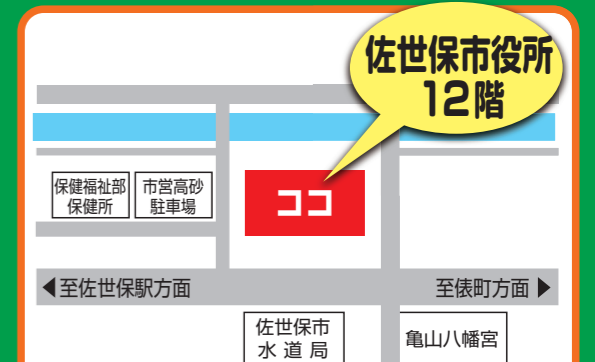 佐世保市役所
12階
保健福祉部
保健所
市営高砂
駐車場
ココ
◀至佐世保駅方面
至俵町方面▶
佐世保市
水道局
亀山八幡宮